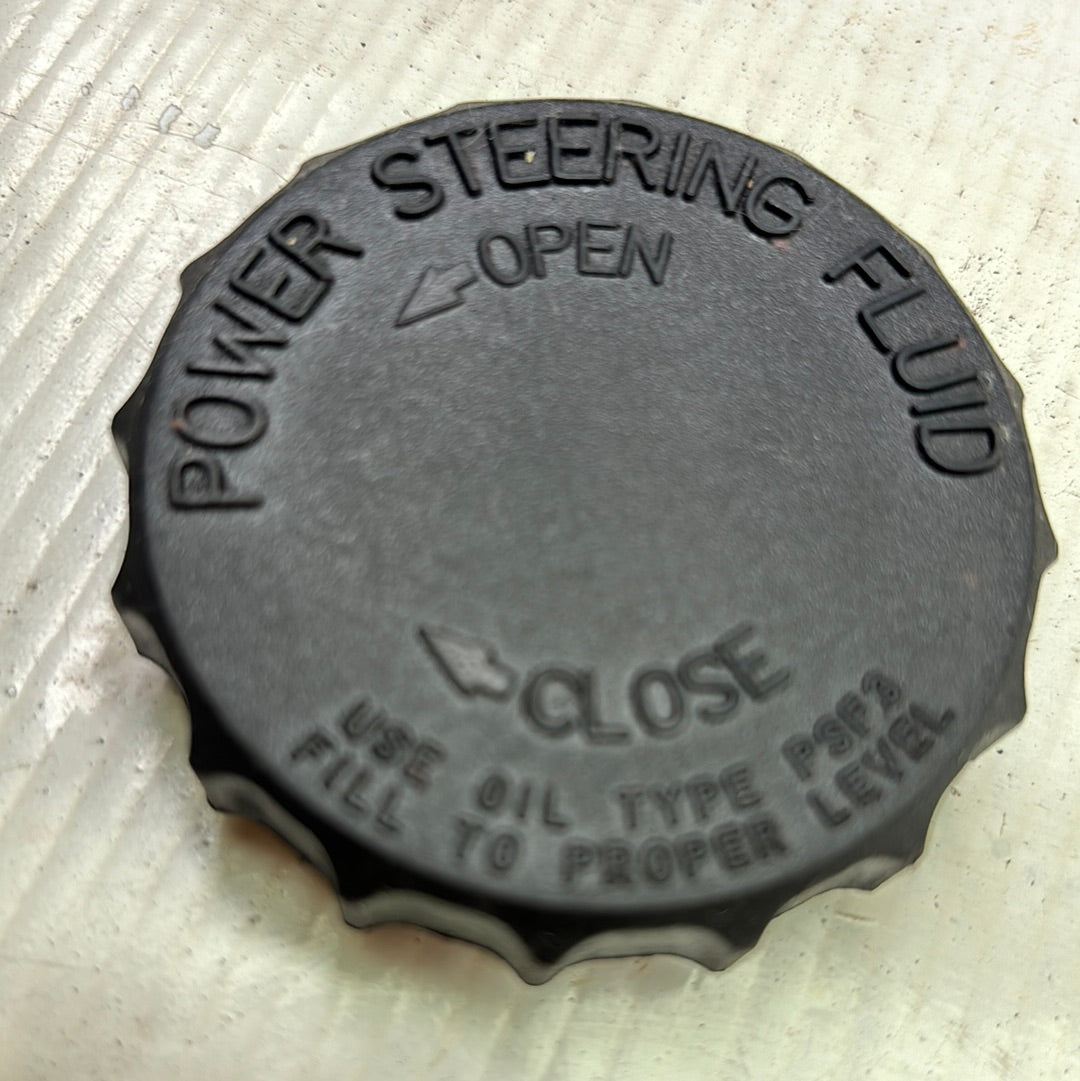 POWER STEERING FLUID
OPEN
CLOSE
USE OIL TYPE PSF3
FILL TO PROPER LEVEL